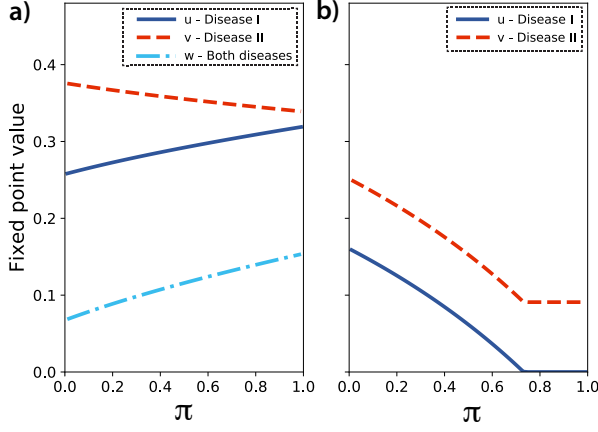 a)
u - Disease I
v - Disease II
w - Both diseases
Fixed point value
0.4
0.3
0.2
0.1
0.0
0.0 0.2 0.4 0.6 0.8 1.0
π
b)
u - Disease I
v - Disease II
0.0 0.2 0.4 0.6 0.8 1.0
π